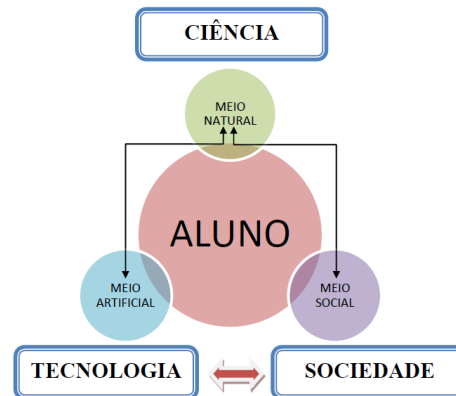 CIÊNCIA
MEIO
NATURAL
ALUNO
MEIO
ARTIFICIAL
MEIO
SOCIAL
TECNOLOGIA
SOCIEDADE